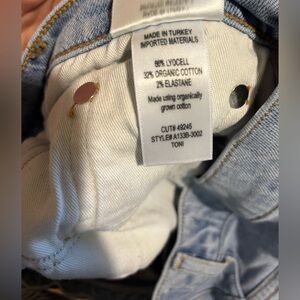 MADE IN TURKEY
IMPORTED MATERIALS
66% LYOCELL
32% ORGANIC COTTON
2% ELASTANE
Made using organically
grown cotton
CUT# 49245
STYLE# A133B-3002
TONI